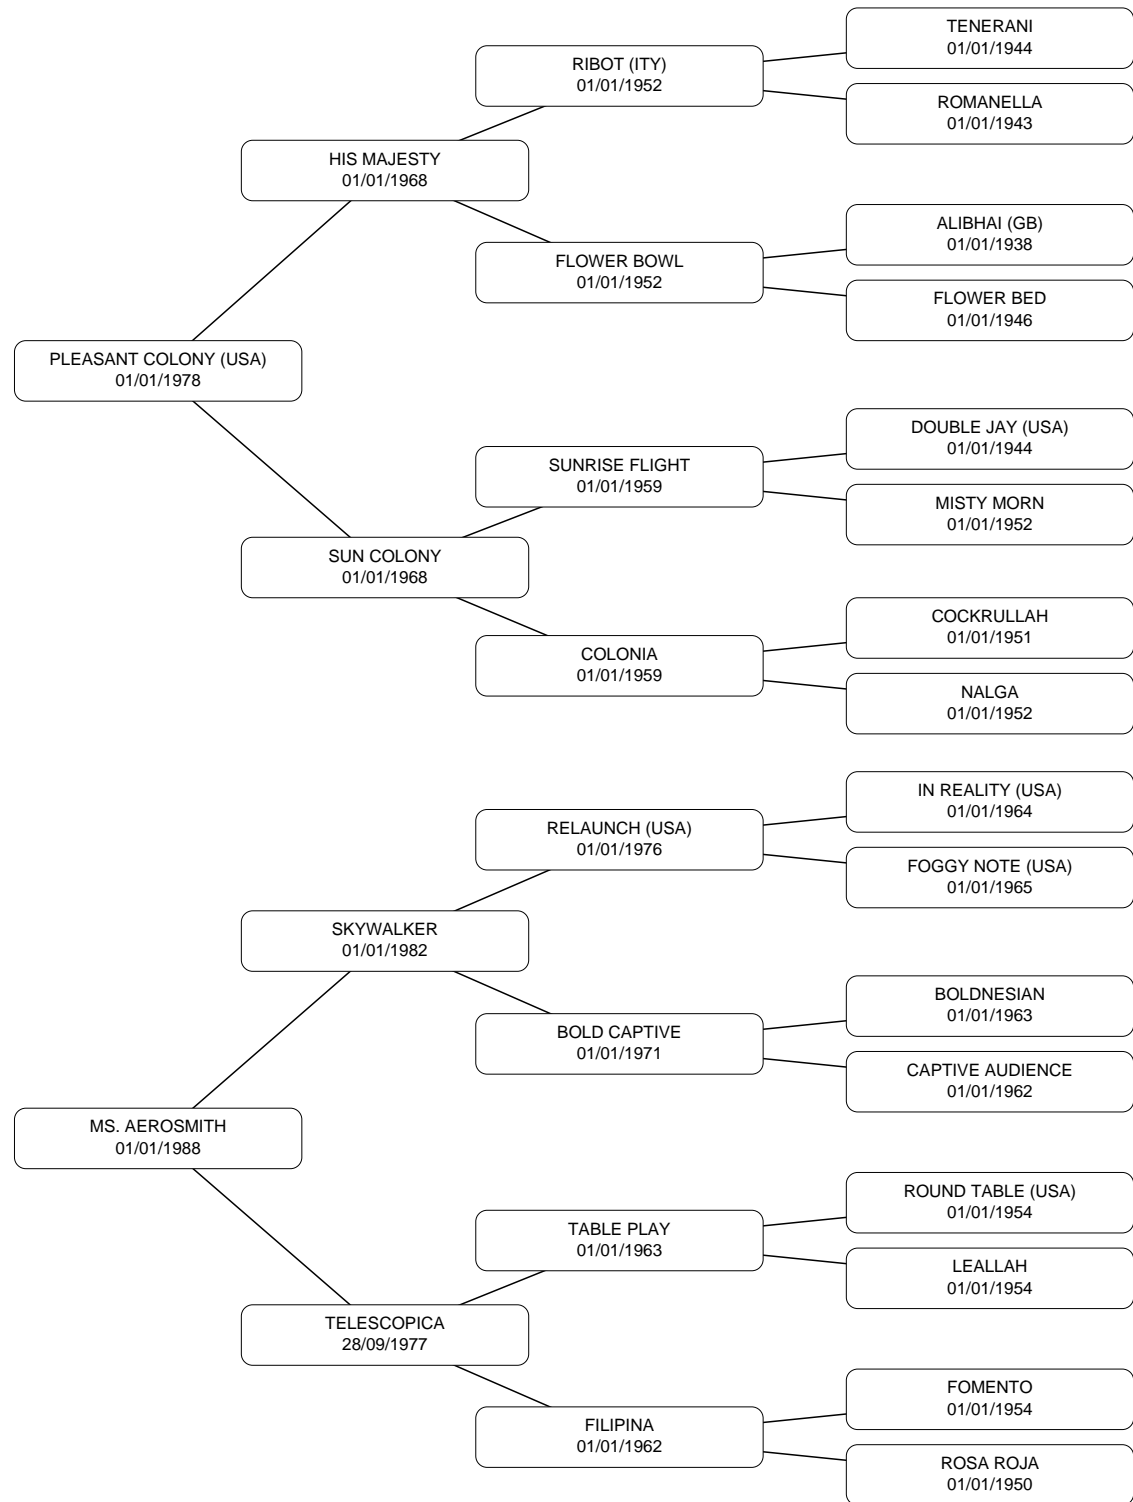 TENERANI
01/01/1944
RIBOT (ITY)
01/01/1952
ROMANELLA
01/01/1943
HIS MAJESTY
01/01/1968
ALIBHAI (GB)
01/01/1938
FLOWER BOWL
01/01/1952
FLOWER BED
01/01/1946
PLEASANT COLONY (USA)
01/01/1978
DOUBLE JAY (USA)
01/01/1944
SUNRISE FLIGHT
01/01/1959
MISTY MORN
01/01/1952
SUN COLONY
01/01/1968
COCKRULLAH
01/01/1951
COLONIA
01/01/1959
NALGA
01/01/1952
IN REALITY (USA)
01/01/1964
RELAUNCH (USA)
01/01/1976
FOGGY NOTE (USA)
01/01/1965
SKYWALKER
01/01/1982
BOLDNESIAN
01/01/1963
BOLD CAPTIVE
01/01/1971
CAPTIVE AUDIENCE
01/01/1962
MS. AEROSMITH
01/01/1988
ROUND TABLE (USA)
01/01/1954
TABLE PLAY
01/01/1963
LEALLAH
01/01/1954
TELESCOPICA
28/09/1977
FOMENTO
01/01/1954
FILIPINA
01/01/1962
ROSA ROJA
01/01/1950